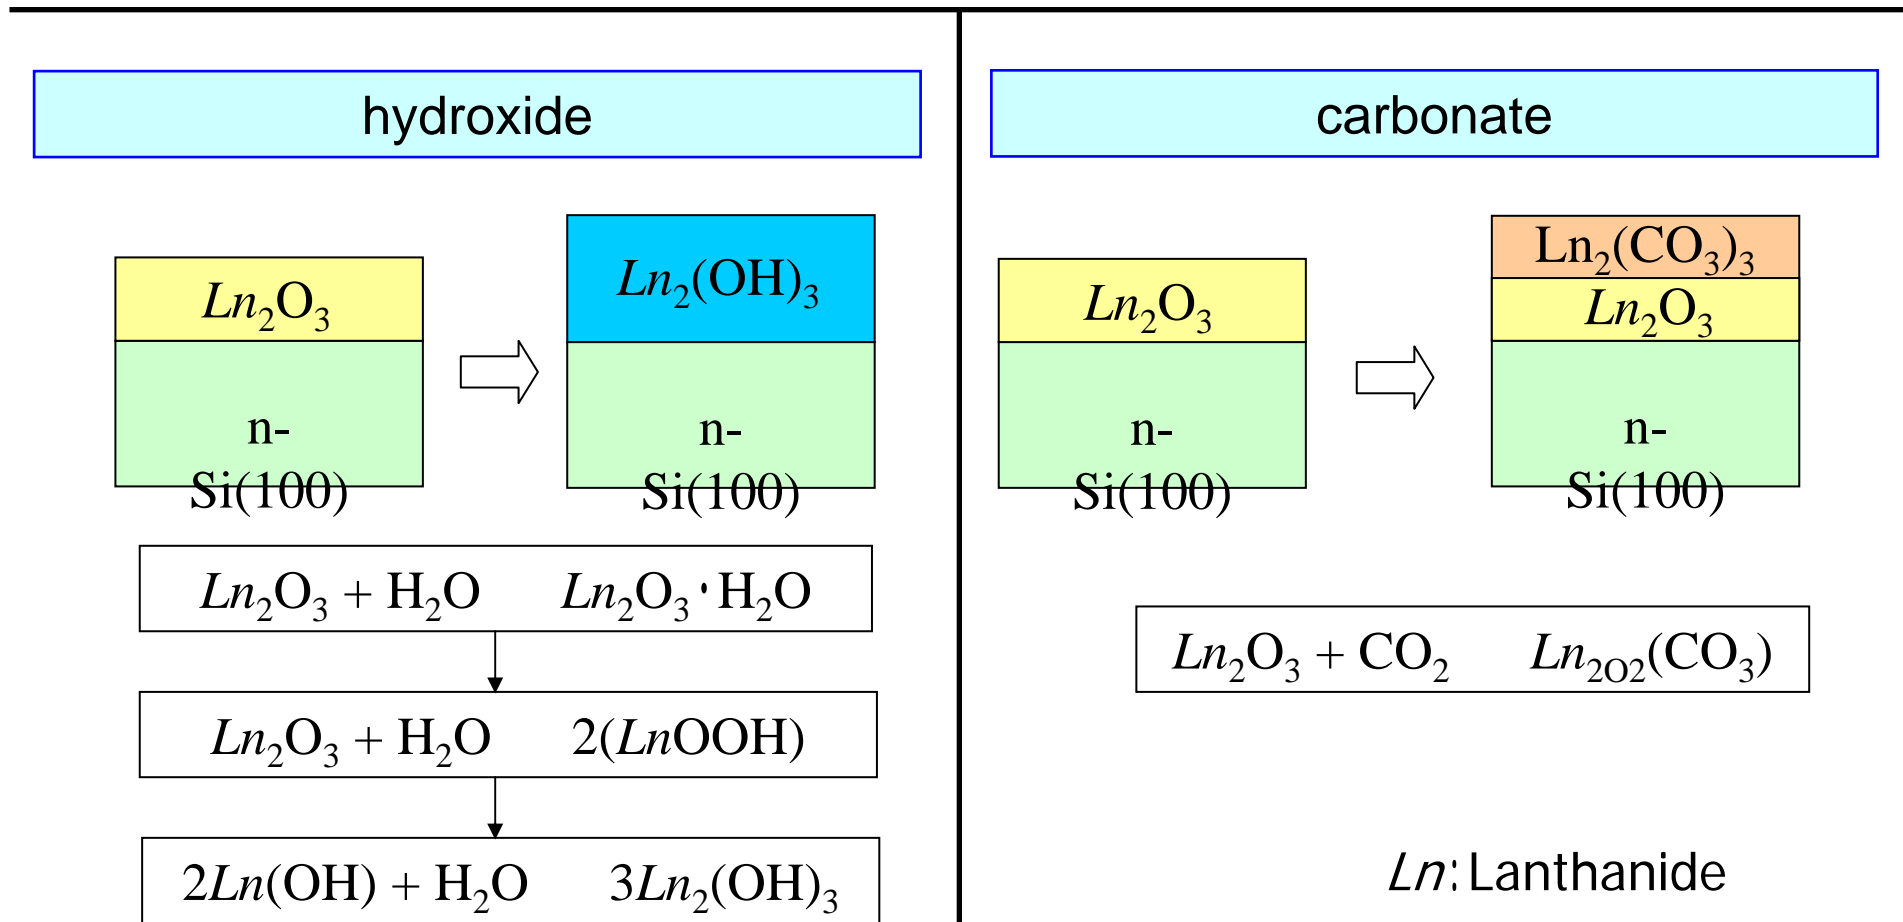 hydroxide
Ln₂O₃
n-
Si(100)
Ln₂(OH)₃
n-
Si(100)
Ln₂O₃ + H₂O Ln₂O₃·H₂O
Ln₂O₃ + H₂O 2(LnOOH)
2Ln(OH) + H₂O 3Ln₂(OH)₃
carbonate
Ln₂O₃
n-
Si(100)
Ln₂(CO₃)₃
Ln₂O₃
n-
Si(100)
Ln₂O₃ + CO₂ Ln₂O₂(CO₃)
Ln: Lanthanide